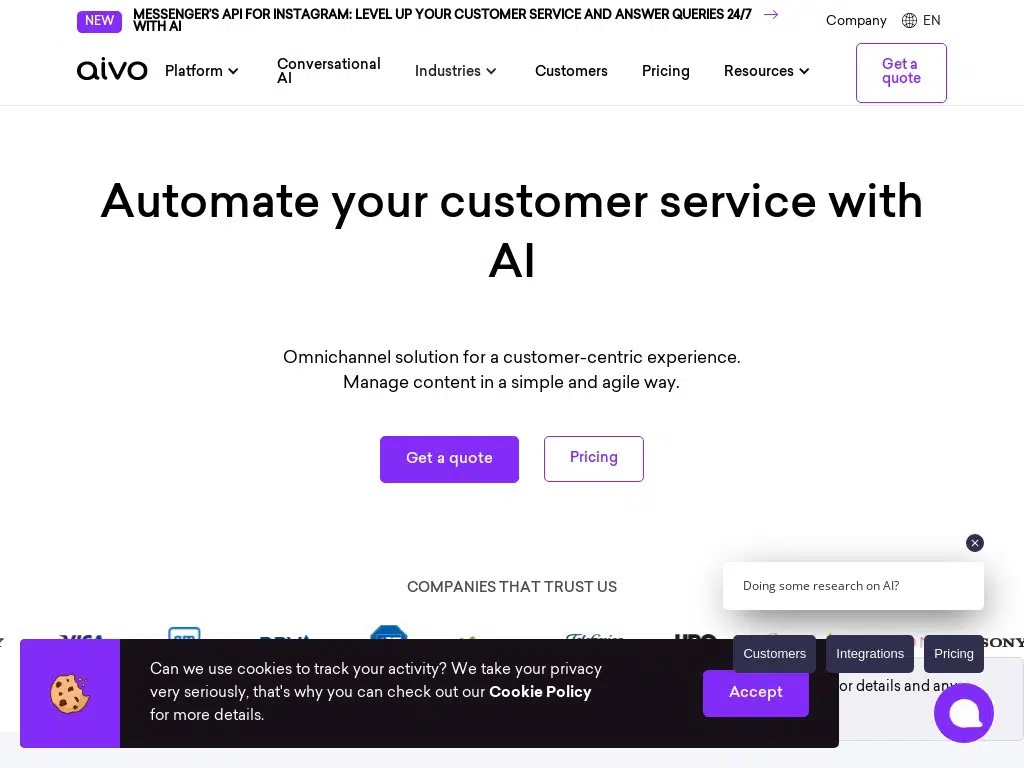 NEW
MESSENGER'S API FOR INSTAGRAM: LEVEL UP YOUR CUSTOMER SERVICE AND ANSWER QUERIES 24/7
WITH AI
Company
EN
aivo
Platform
Conversational
AI
Industries
Customers
Pricing
Resources
Get a
quote
Automate your customer service with
AI
Omnichannel solution for a customer-centric experience.
Manage content in a simple and agile way.
Get a quote
Pricing
COMPANIES THAT TRUST US
Doing some research on AI?
VISA
BBVA
Telefónica
HBO
SONY
Customers
Integrations
Pricing
Can we use cookies to track your activity? We take your privacy
very seriously, that's why you can check out our Cookie Policy
for more details.
Accept
or details and any